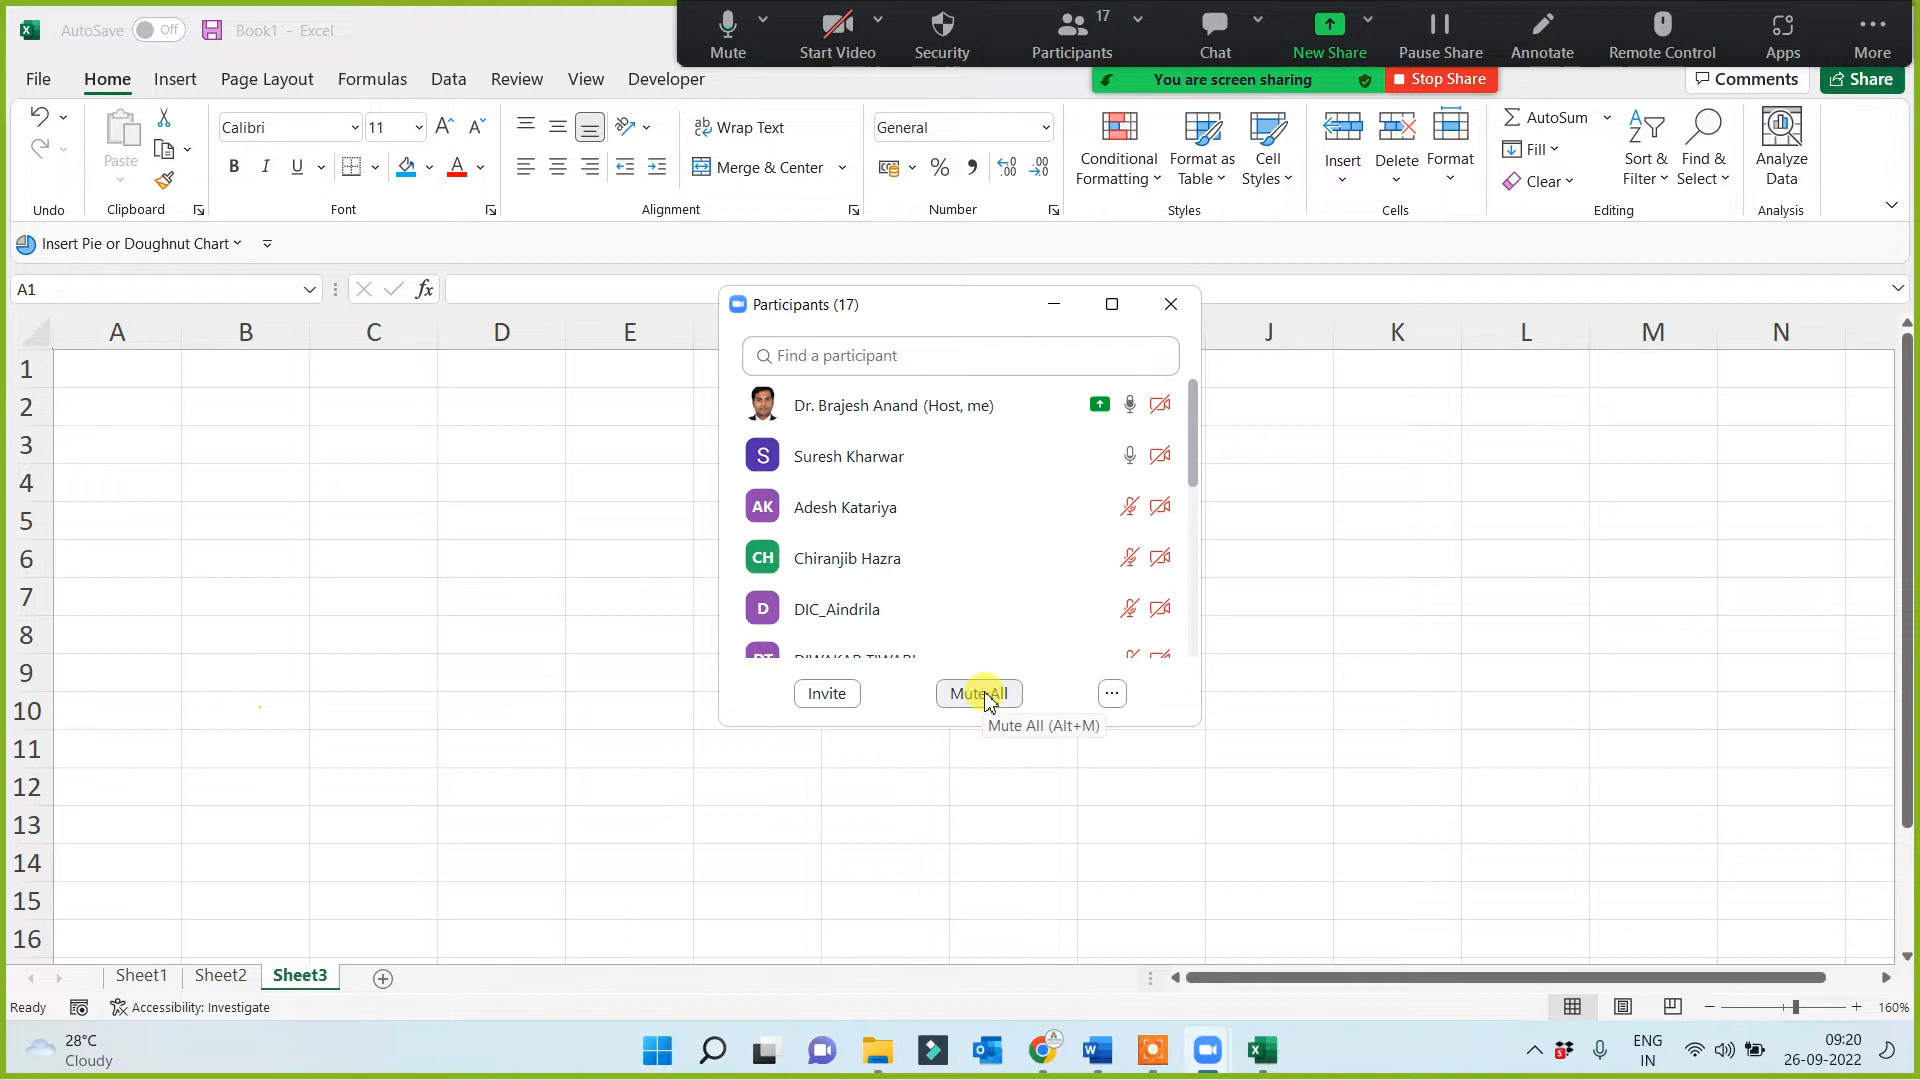 AutoSave Off Book1 - Excel
Mute Start Video Security Participants 17 Chat New Share Pause Share Annotate Remote Control Apps More
File Home Insert Page Layout Formulas Data Review View Developer
You are screen sharing Stop Share Comments Share
Calibri 11 Wrap Text General AutoSum
Paste Merge & Center Conditional Formatting Format as Table Cell Styles Insert Delete Format Fill Clear Sort & Filter Find & Select Analyze Data
Undo Clipboard Font Alignment Number Styles Cells Editing Analysis
Insert Pie or Doughnut Chart
A1 fx
A B C D E J K L M N
Participants (17)
Find a participant
Dr. Brajesh Anand (Host, me)
S Suresh Kharwar
AK Adesh Katariya
CH Chiranjib Hazra
D DIC_Aindrila
DT DIWAKAR TIWARI
Invite Mute All ...
Mute All (Alt+M)
1
2
3
4
5
6
7
8
9
10
11
12
13
14
15
16
Sheet1 Sheet2 Sheet3
Ready Accessibility: Investigate 160%
28°C
Cloudy
ENG
IN
09:20
26-09-2022